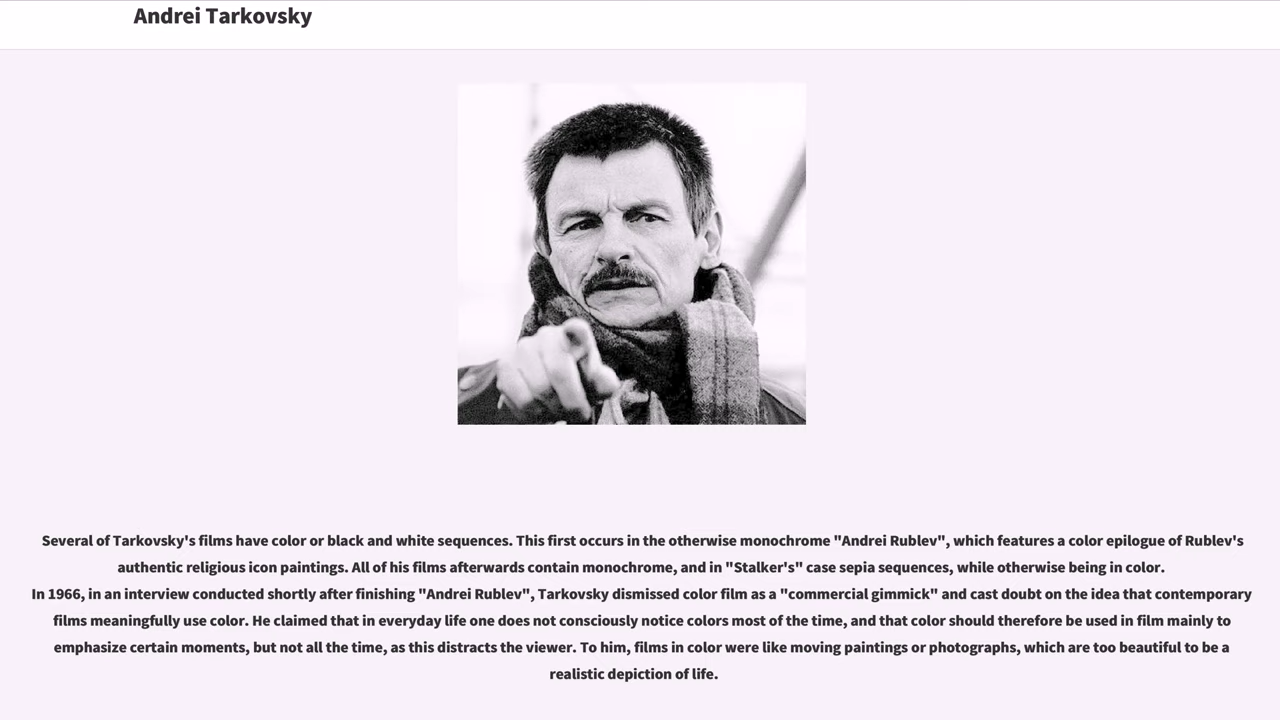 Andrei Tarkovsky
Several of Tarkovsky's films have color or black and white sequences. This first occurs in the otherwise monochrome "Andrei Rublev", which features a color epilogue of Rublev's
authentic religious icon paintings. All of his films afterwards contain monochrome, and in "Stalker's" case sepia sequences, while otherwise being in color.
In 1966, in an interview conducted shortly after finishing "Andrei Rublev", Tarkovsky dismissed color film as a "commercial gimmick" and cast doubt on the idea that contemporary
films meaningfully use color. He claimed that in everyday life one does not consciously notice colors most of the time, and that color should therefore be used in film mainly to
emphasize certain moments, but not all the time, as this distracts the viewer. To him, films in color were like moving paintings or photographs, which are too beautiful to be a
realistic depiction of life.